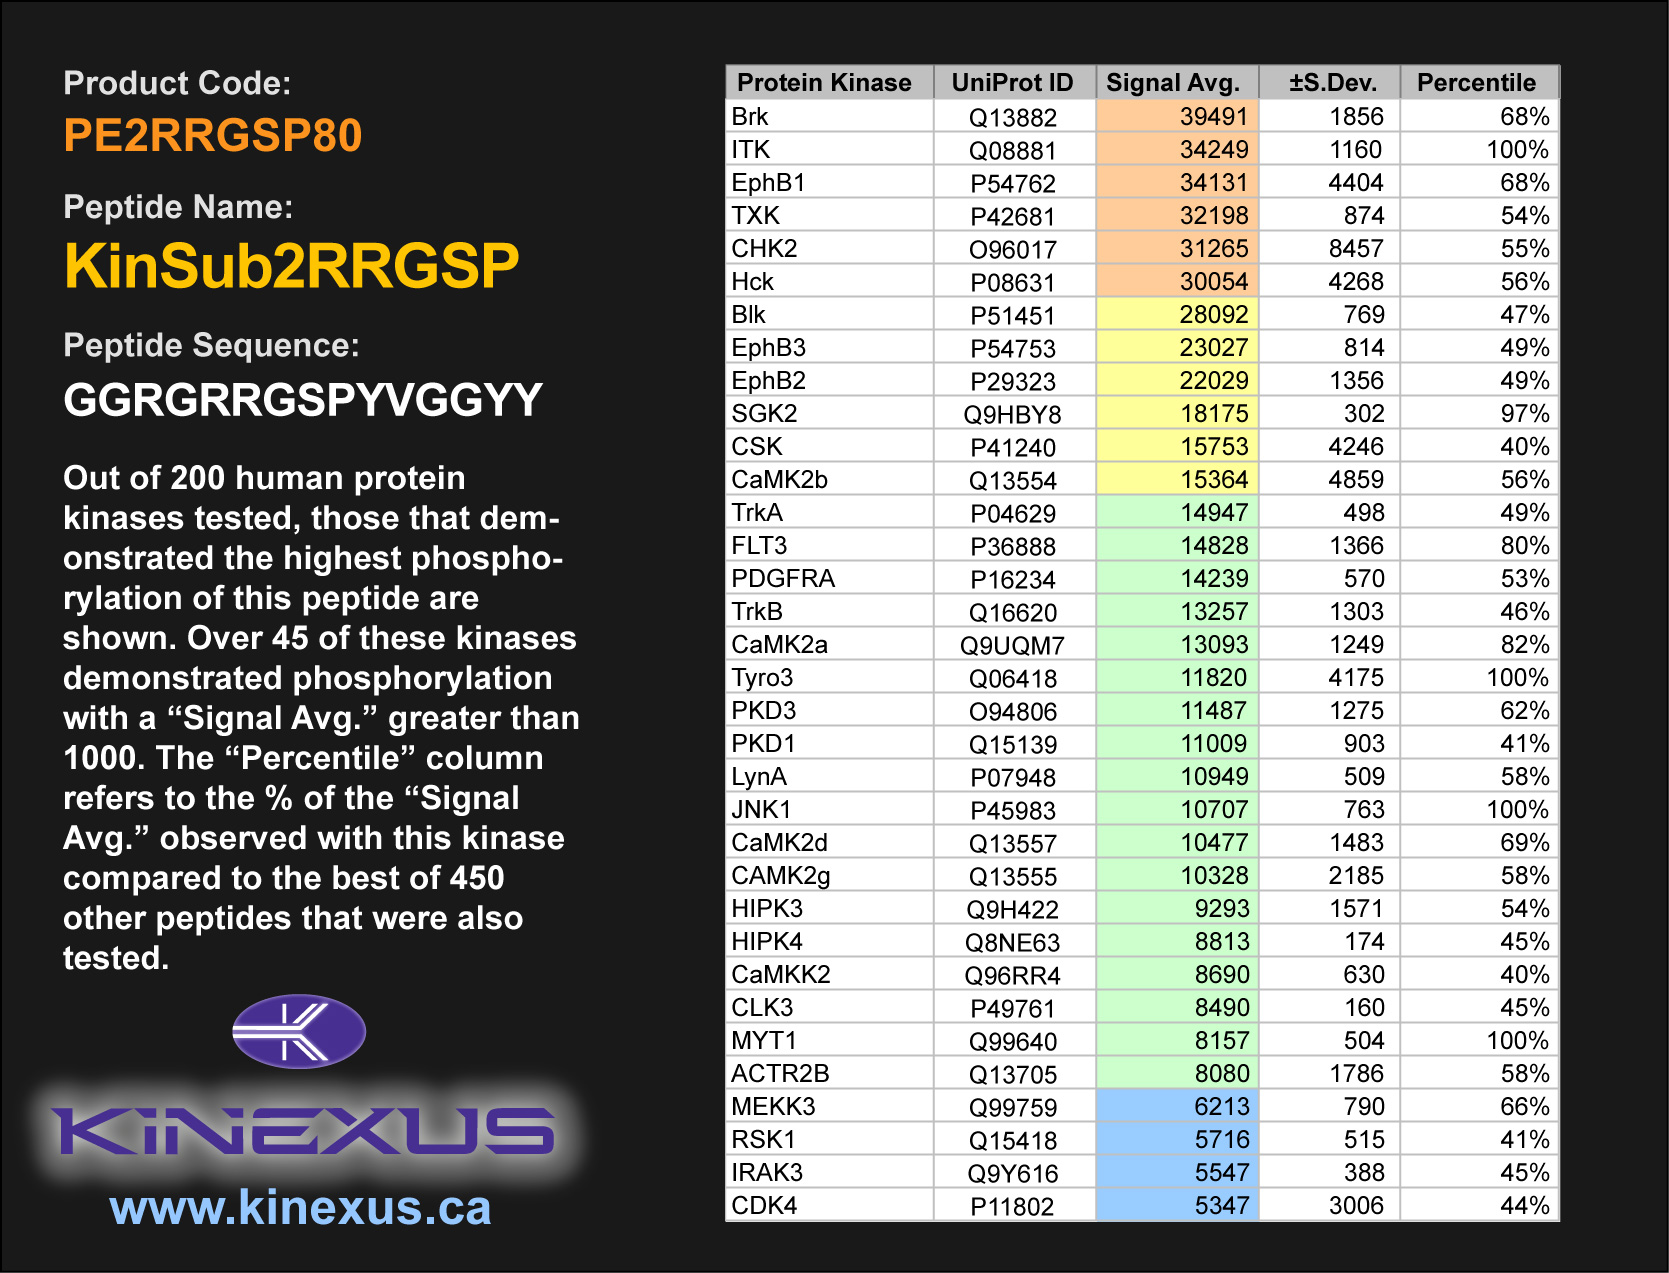 Product Code:
PE2RRGSP80
Peptide Name:
KinSub2RRGSP
Peptide Sequence:
GGRGRRGSPYVGGYY
Out of 200 human protein
kinases tested, those that dem-
onstrated the highest phospho-
rylation of this peptide are
shown. Over 45 of these kinases
demonstrated phosphorylation
with a “Signal Avg.” greater than
1000. The “Percentile” column
refers to the % of the “Signal
Avg.” observed with this kinase
compared to the best of 450
other peptides that were also
tested.
KINEXUS
www.kinexus.ca
Protein Kinase UniProt ID Signal Avg. ±S.Dev. Percentile
Brk Q13882 39491 1856 68%
ITK Q08881 34249 1160 100%
EphB1 P54762 34131 4404 68%
TXK P42681 32198 874 54%
CHK2 O96017 31265 8457 55%
Hck P08631 30054 4268 56%
Blk P51451 28092 769 47%
EphB3 P54753 23027 814 49%
EphB2 P29323 22029 1356 49%
SGK2 Q9HBY8 18175 302 97%
CSK P41240 15753 4246 40%
CaMK2b Q13554 15364 4859 56%
TrkA P04629 14947 498 49%
FLT3 P36888 14828 1366 80%
PDGFRA P16234 14239 570 53%
TrkB Q16620 13257 1303 46%
CaMK2a Q9UQM7 13093 1249 82%
Tyro3 Q06418 11820 4175 100%
PKD3 O94806 11487 1275 62%
PKD1 Q15139 11009 903 41%
LynA P07948 10949 509 58%
JNK1 P45983 10707 763 100%
CaMK2d Q13557 10477 1483 69%
CAMK2g Q13555 10328 2185 58%
HIPK3 Q9H422 9293 1571 54%
HIPK4 Q8NE63 8813 174 45%
CaMKK2 Q96RR4 8690 630 40%
CLK3 P49761 8490 160 45%
MYT1 Q99640 8157 504 100%
ACTR2B Q13705 8080 1786 58%
MEKK3 Q99759 6213 790 66%
RSK1 Q15418 5716 515 41%
IRAK3 Q9Y616 5547 388 45%
CDK4 P11802 5347 3006 44%